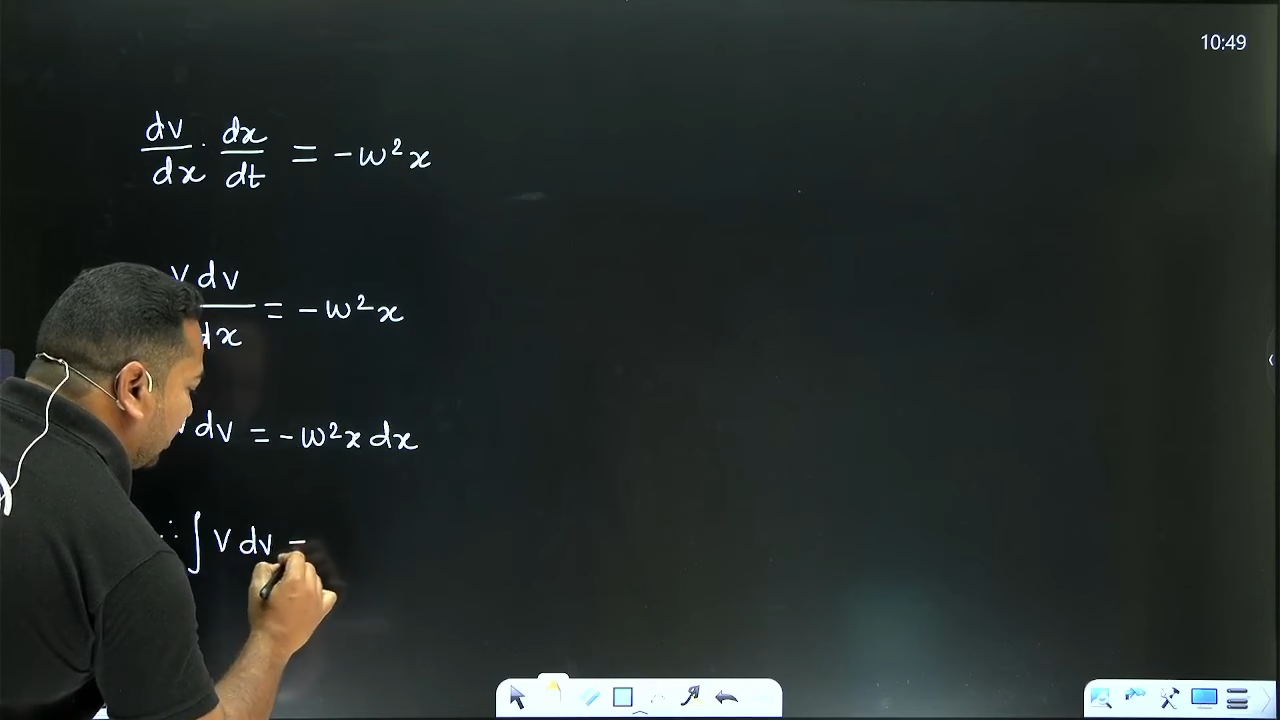 10:49
dv/dx · dx/dt = -w²x
v dv/dx = -w²x
v dv = -w²x dx
∴ ∫ v dv =